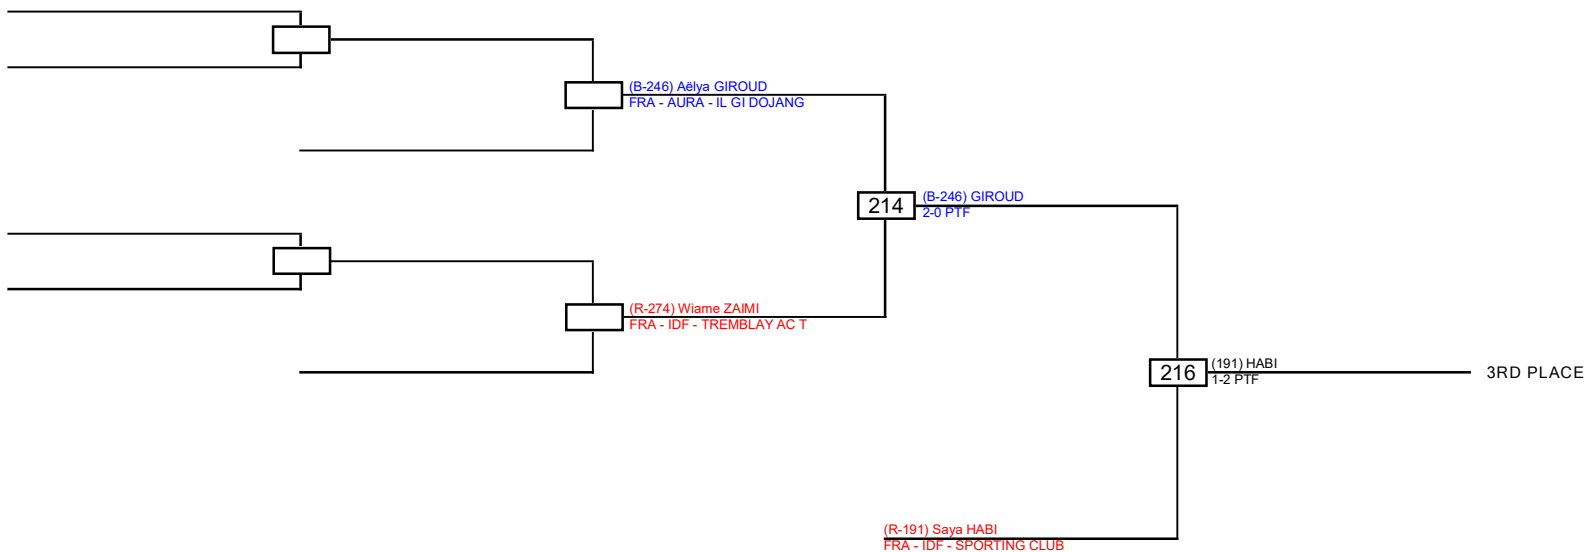 (B-246) Aëlya GIROUD
FRA - AURA - IL GI DOJANG
214
(B-246) GIROUD
2-0 PTF
(R-274) Wiame ZAIMI
FRA - IDF - TREMBLAY AC T
216
(191) HABI
1-2 PTF
3RD PLACE
(R-191) Saya HABI
FRA - IDF - SPORTING CLUB